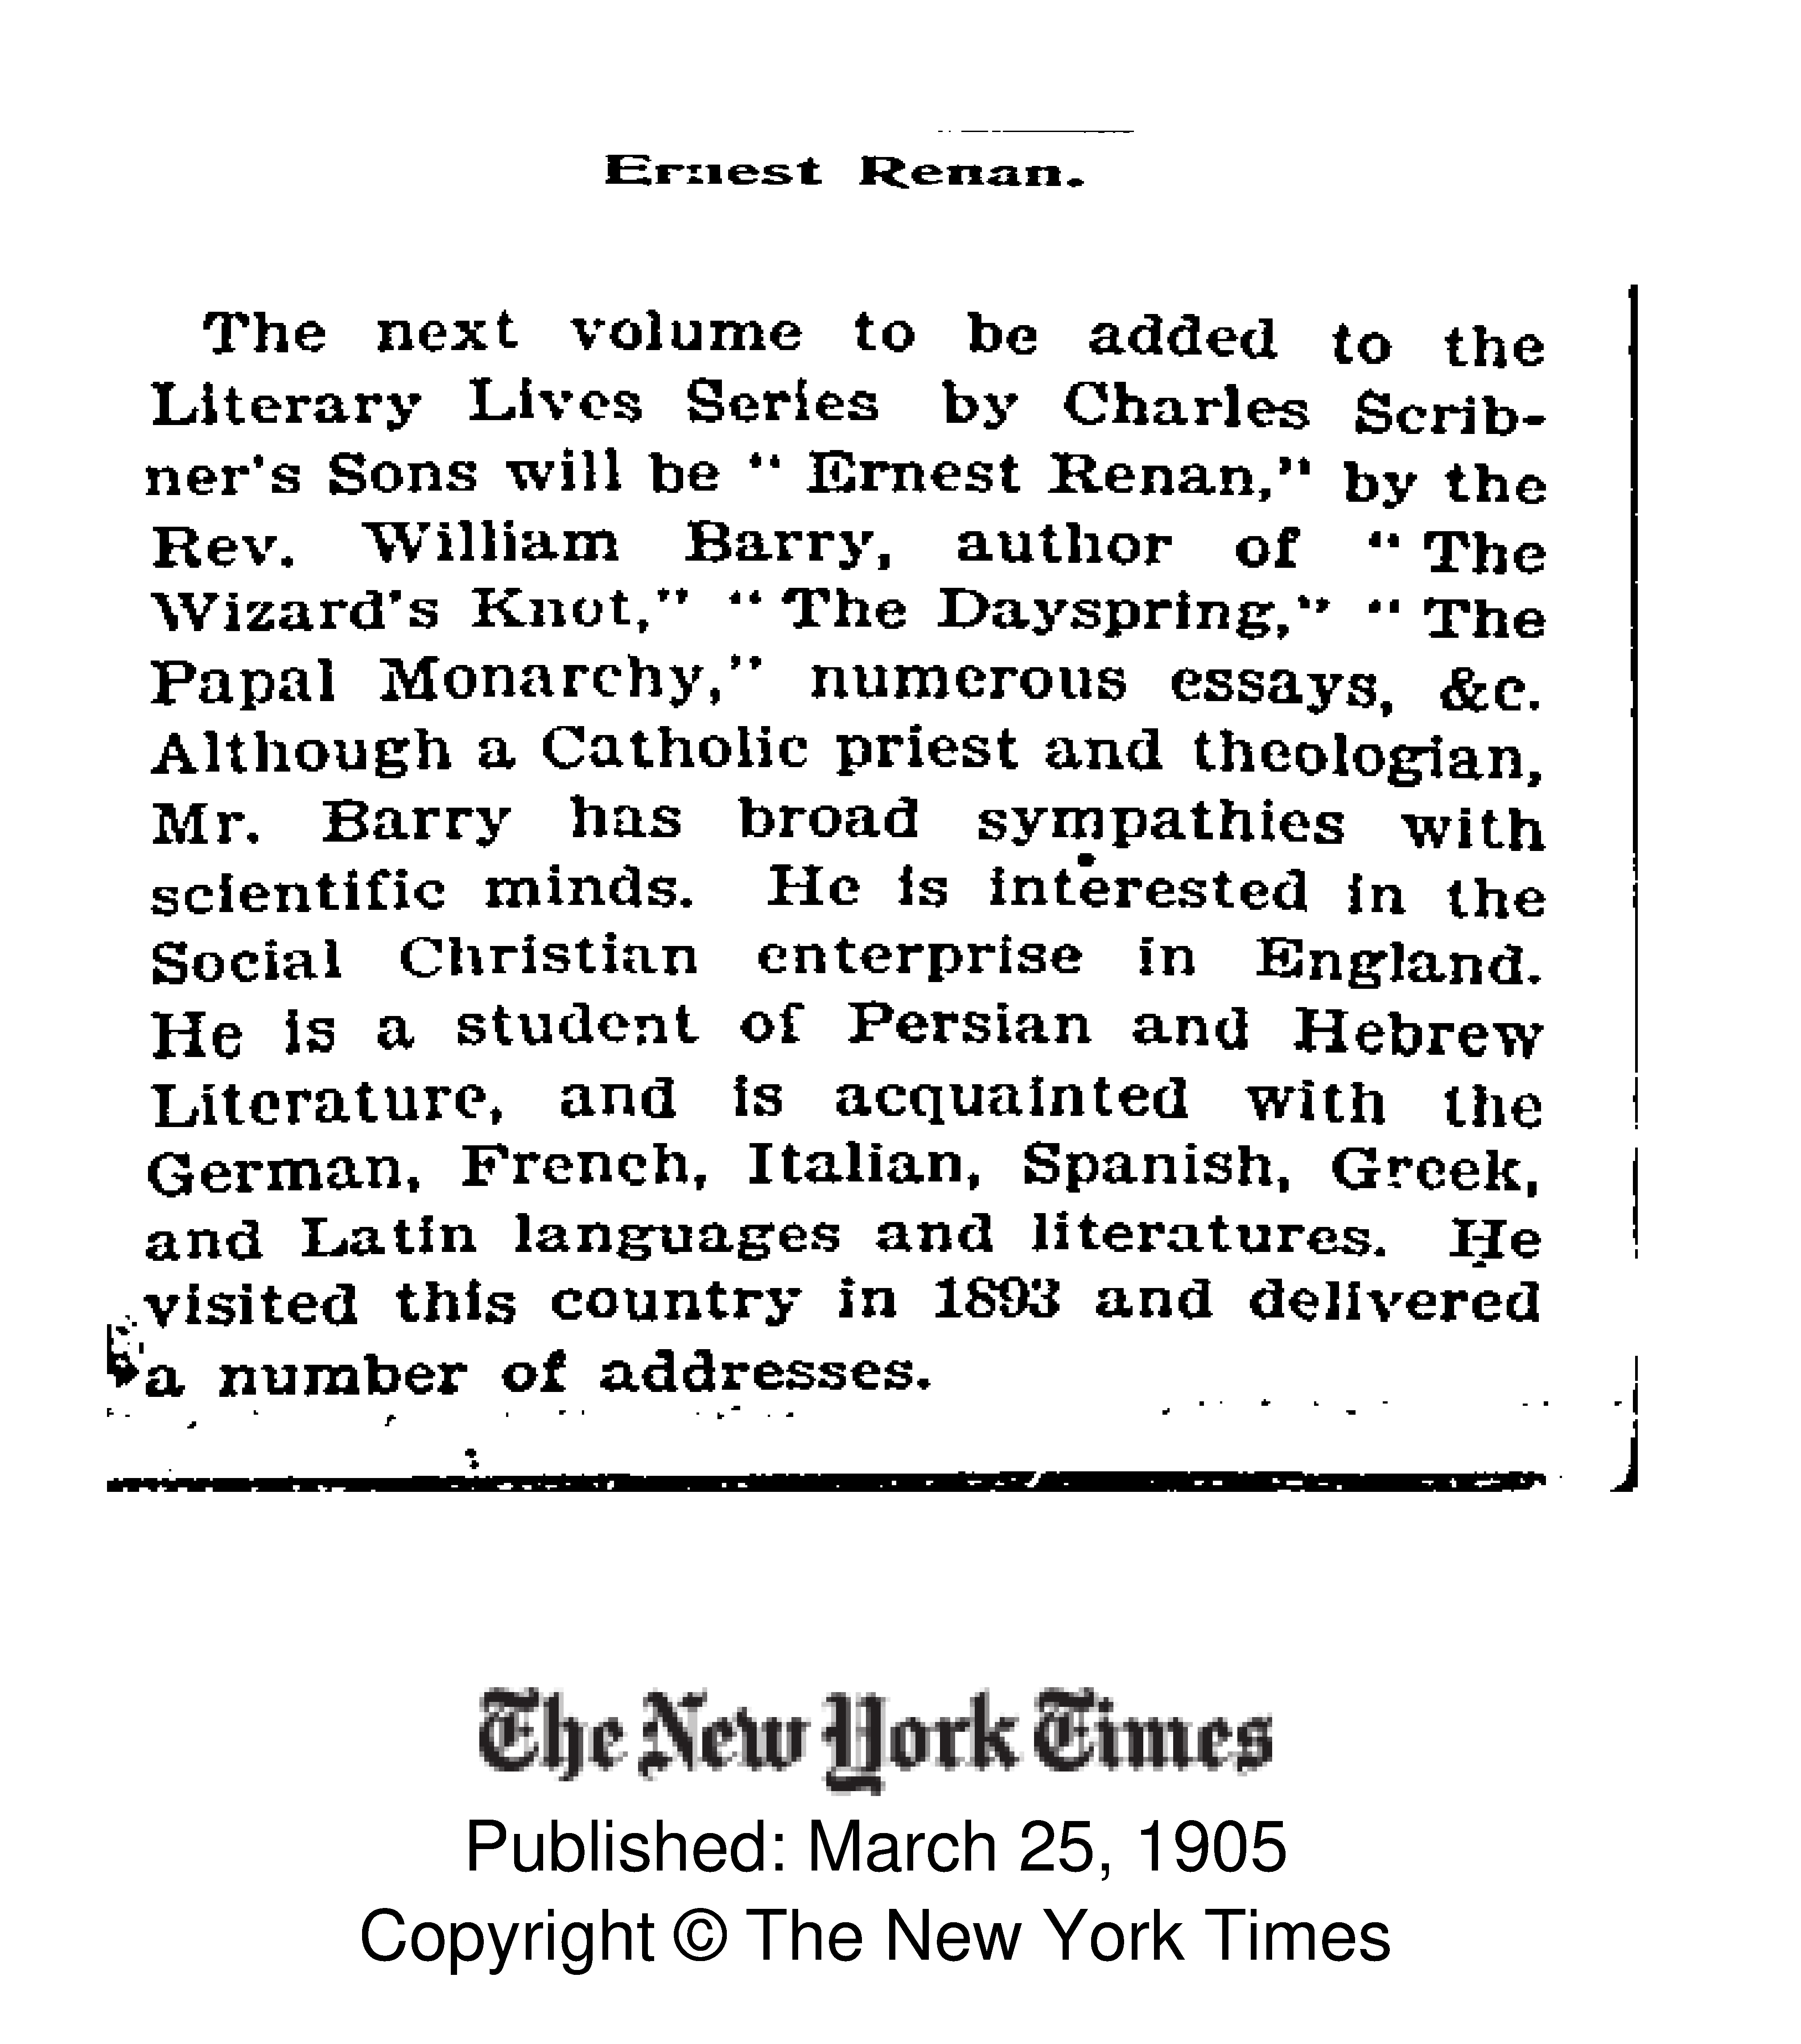 Ernest Renan.
The next volume to be added to the
Literary Lives Series by Charles Scrib-
ner's Sons will be " Ernest Renan," by the
Rev. William Barry, author of " The
Wizard's Knot," " The Dayspring," " The
Papal Monarchy," numerous essays, &c.
Although a Catholic priest and theologian,
Mr. Barry has broad sympathies with
scientific minds. He is interested in the
Social Christian enterprise in England.
He is a student of Persian and Hebrew
Literature, and is acquainted with the
German, French, Italian, Spanish, Greek,
and Latin languages and literatures. He
visited this country in 1893 and delivered
a number of addresses.
The New York Times
Published: March 25, 1905
Copyright © The New York Times